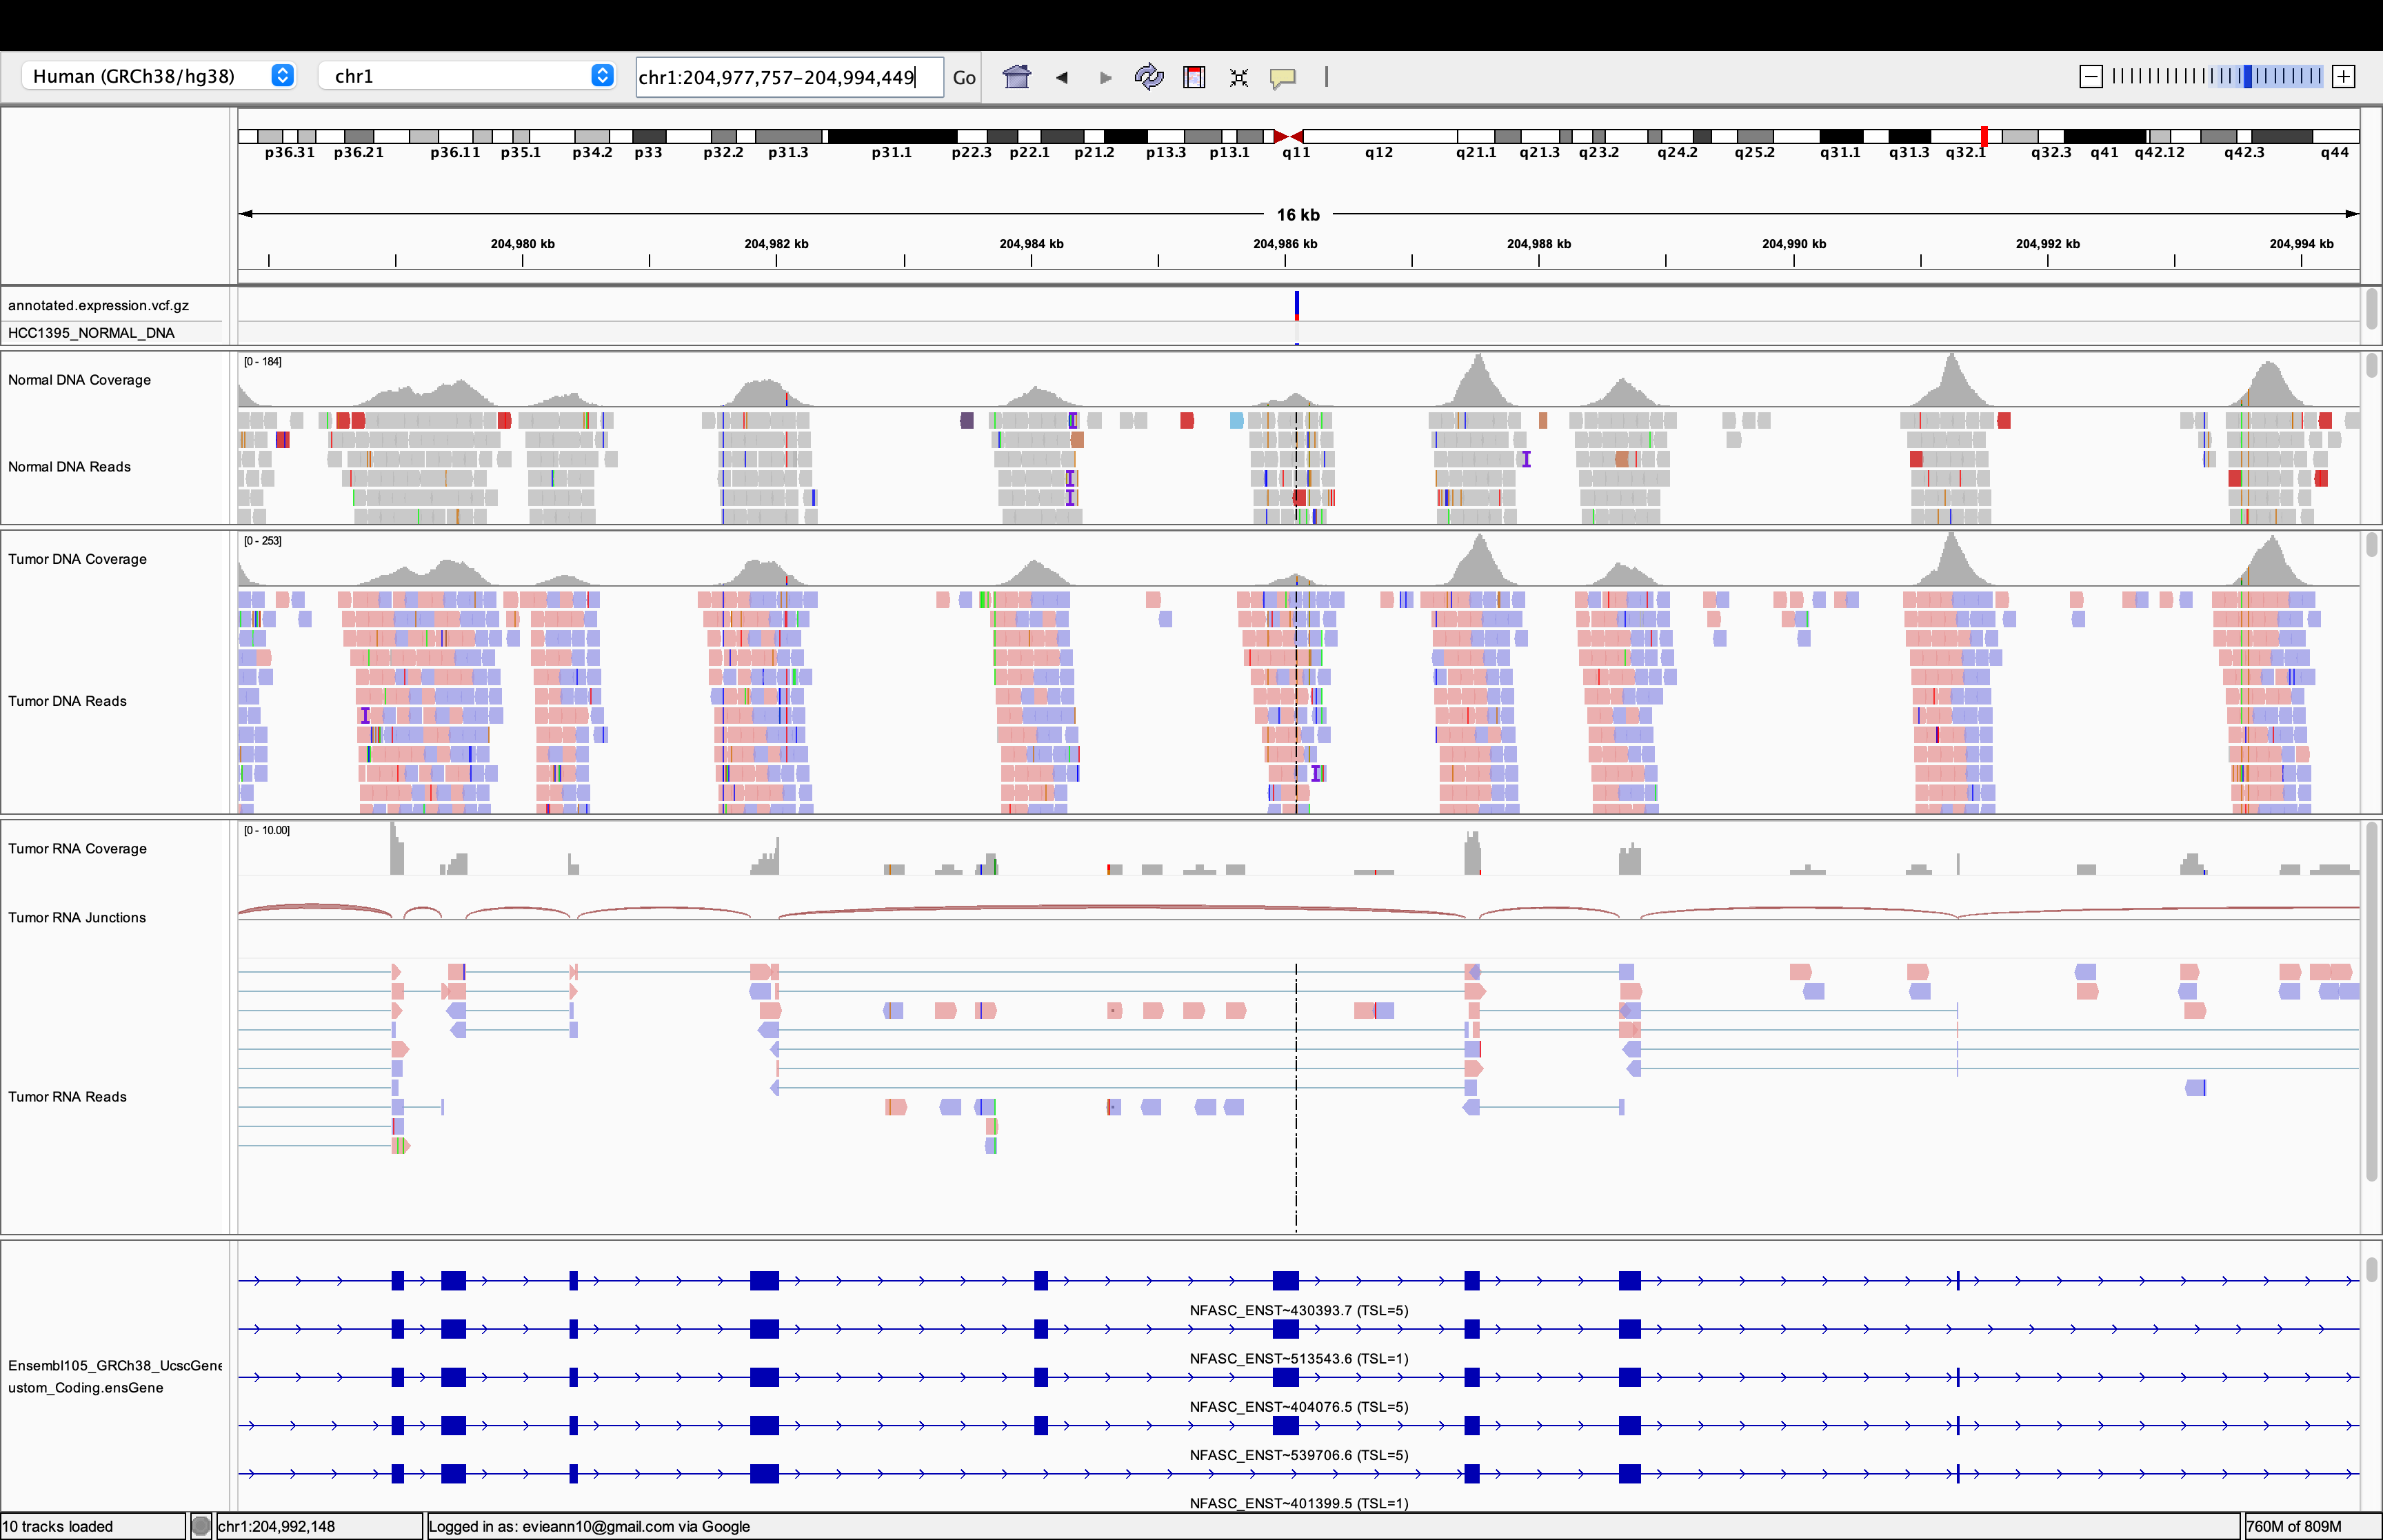 Human (GRCh38/hg38)
chr1
chr1:204,977,757-204,994,449
Go
p36.31 p36.21 p36.11 p35.1 p34.2 p33 p32.2 p31.3 p31.1 p22.3 p22.1 p21.2 p13.3 p13.1 q11 q12 q21.1 q21.3 q23.2 q24.2 q25.2 q31.1 q31.3 q32.1 q32.3 q41 q42.12 q42.3 q44
16 kb
204,980 kb 204,982 kb 204,984 kb 204,986 kb 204,988 kb 204,990 kb 204,992 kb 204,994 kb
annotated.expression.vcf.gz
HCC1395_NORMAL_DNA
[0 - 184]
Normal DNA Coverage
Normal DNA Reads
[0 - 253]
Tumor DNA Coverage
Tumor DNA Reads
[0 - 10.00]
Tumor RNA Coverage
Tumor RNA Junctions
Tumor RNA Reads
NFASC_ENST~430393.7 (TSL=5)
NFASC_ENST~513543.6 (TSL=1)
Ensembl105_GRCh38_UcscGene
ustom_Coding.ensGene
NFASC_ENST~404076.5 (TSL=5)
NFASC_ENST~539706.6 (TSL=5)
NFASC_ENST~401399.5 (TSL=1)
10 tracks loaded
chr1:204,992,148
Logged in as: evieann10@gmail.com via Google
760M of 809M